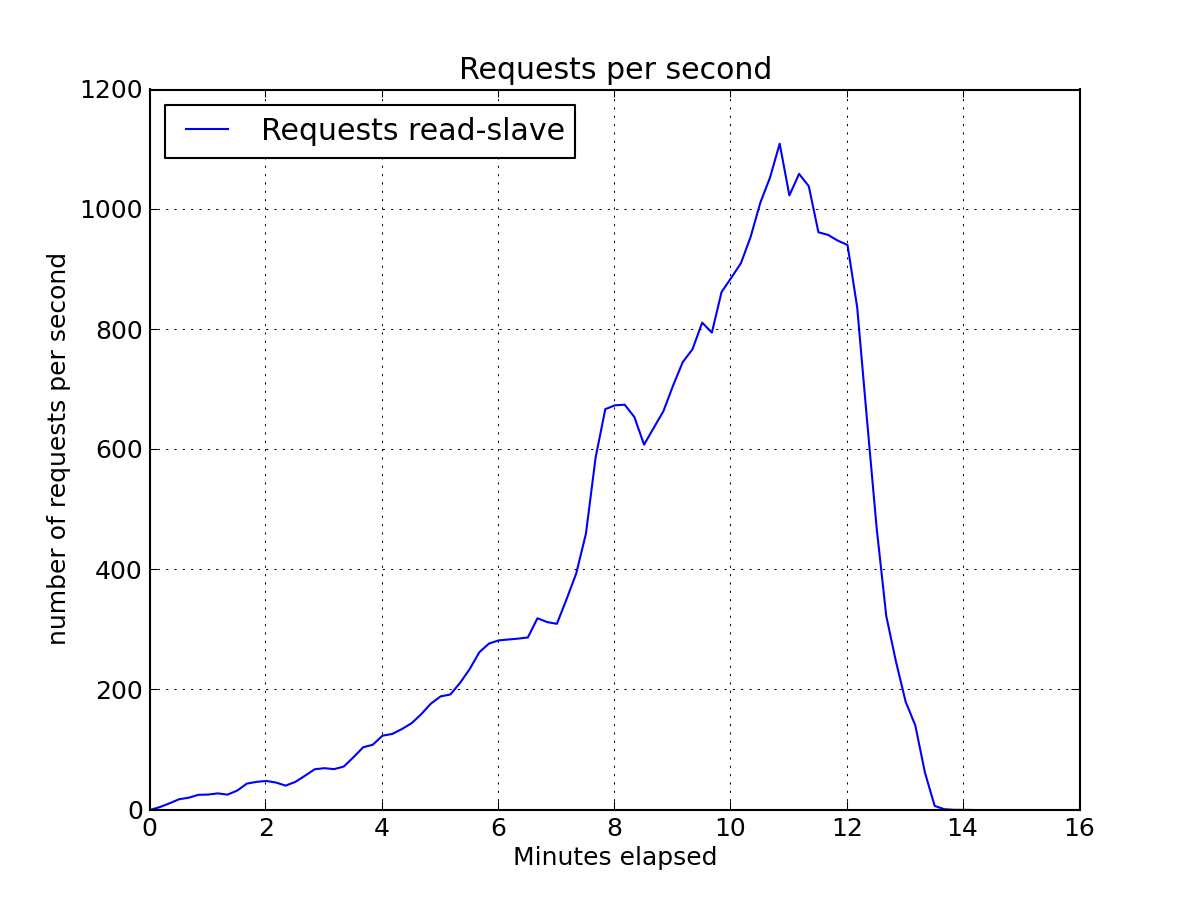 Requests per second
Requests read-slave
number of requests per second
1200
1000
800
600
400
200
0
0 2 4 6 8 10 12 14 16
Minutes elapsed